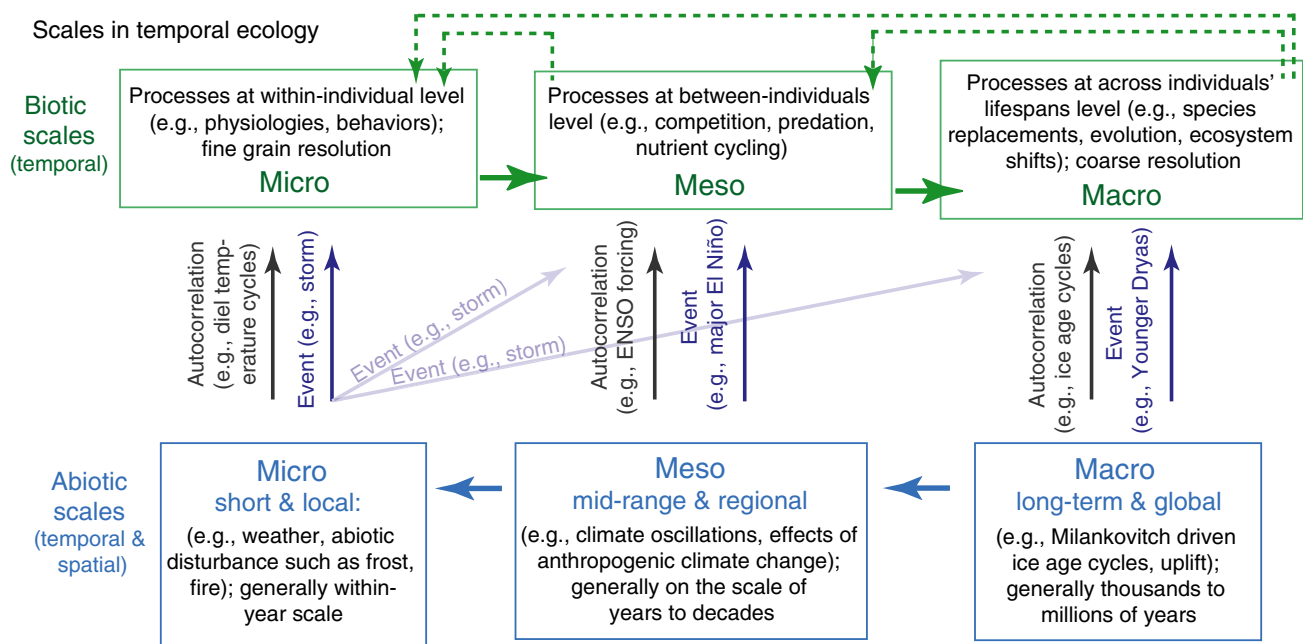 Scales in temporal ecology
Biotic
scales
(temporal)
Processes at within-individual level
(e.g., physiologies, behaviors);
fine grain resolution
Micro
Processes at between-individuals
level (e.g., competition, predation,
nutrient cycling)
Meso
Processes at across individuals’
lifespans level (e.g., species
replacements, evolution, ecosystem
shifts); coarse resolution
Macro
Autocorrelation
(e.g., diel temp-
erature cycles)
Event (e.g., storm)
Event (e.g., storm)
Event (e.g., storm)
Autocorrelation
(e.g., ENSO forcing)
Event
(e.g., major El Niño)
Autocorrelation
(e.g., ice age cycles)
Event
(e.g., Younger Dryas)
Abiotic
scales
(temporal &
spatial)
Micro
short & local:
(e.g., weather, abiotic
disturbance such as frost,
fire); generally within-
year scale
Meso
mid-range & regional
(e.g., climate oscillations, effects of
anthropogenic climate change);
generally on the scale of
years to decades
Macro
long-term & global
(e.g., Milankovitch driven
ice age cycles, uplift);
generally thousands to
millions of years